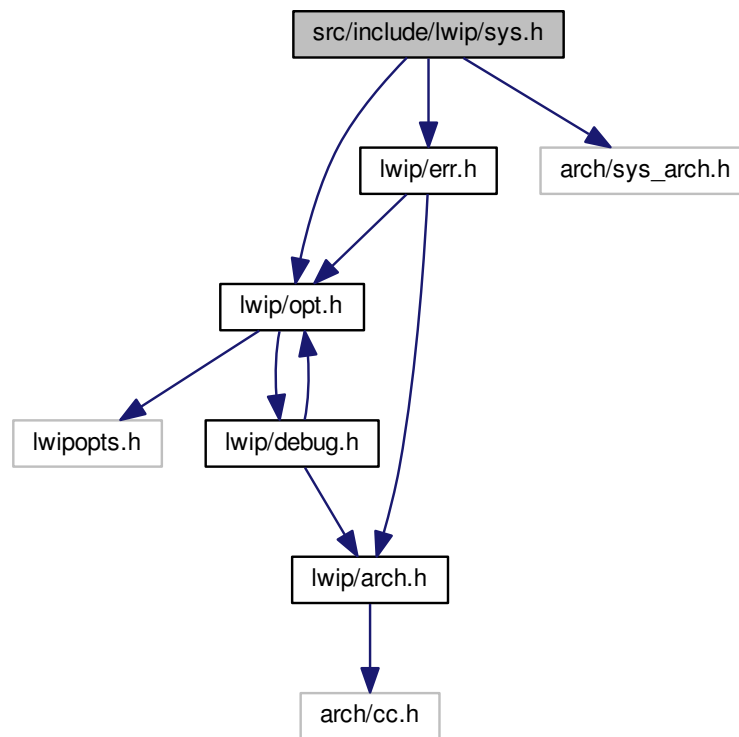 src/include/lwip/sys.h
lwip/err.h
arch/sys_arch.h
lwip/opt.h
lwipopts.h
lwip/debug.h
lwip/arch.h
arch/cc.h